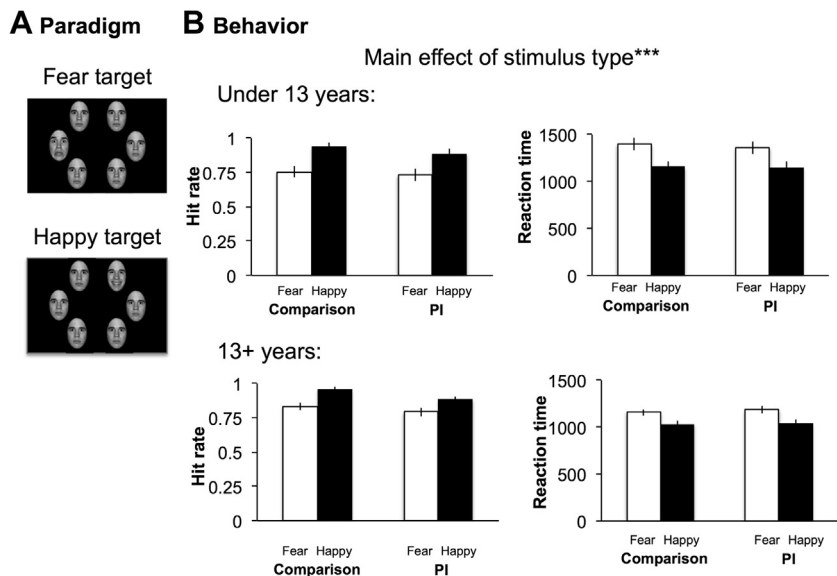 A Paradigm
Fear target
Happy target
B Behavior
Main effect of stimulus type***
Under 13 years:
Hit rate
1
0.75
0.5
0.25
0
Fear Happy
Comparison
Fear Happy
PI
Reaction time
1500
1000
500
0
Fear Happy
Comparison
Fear Happy
PI
13+ years:
Hit rate
1
0.75
0.5
0.25
0
Fear Happy
Comparison
Fear Happy
PI
Reaction time
1500
1000
500
0
Fear Happy
Comparison
Fear Happy
PI